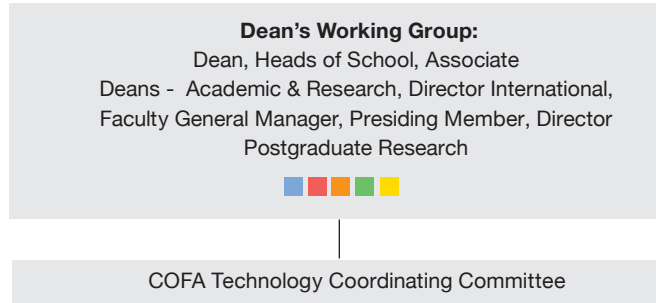 Dean’s Working Group:
Dean, Heads of School, Associate
Deans -  Academic & Research, Director International,
Faculty General Manager, Presiding Member, Director
Postgraduate Research
COFA Technology Coordinating Committee